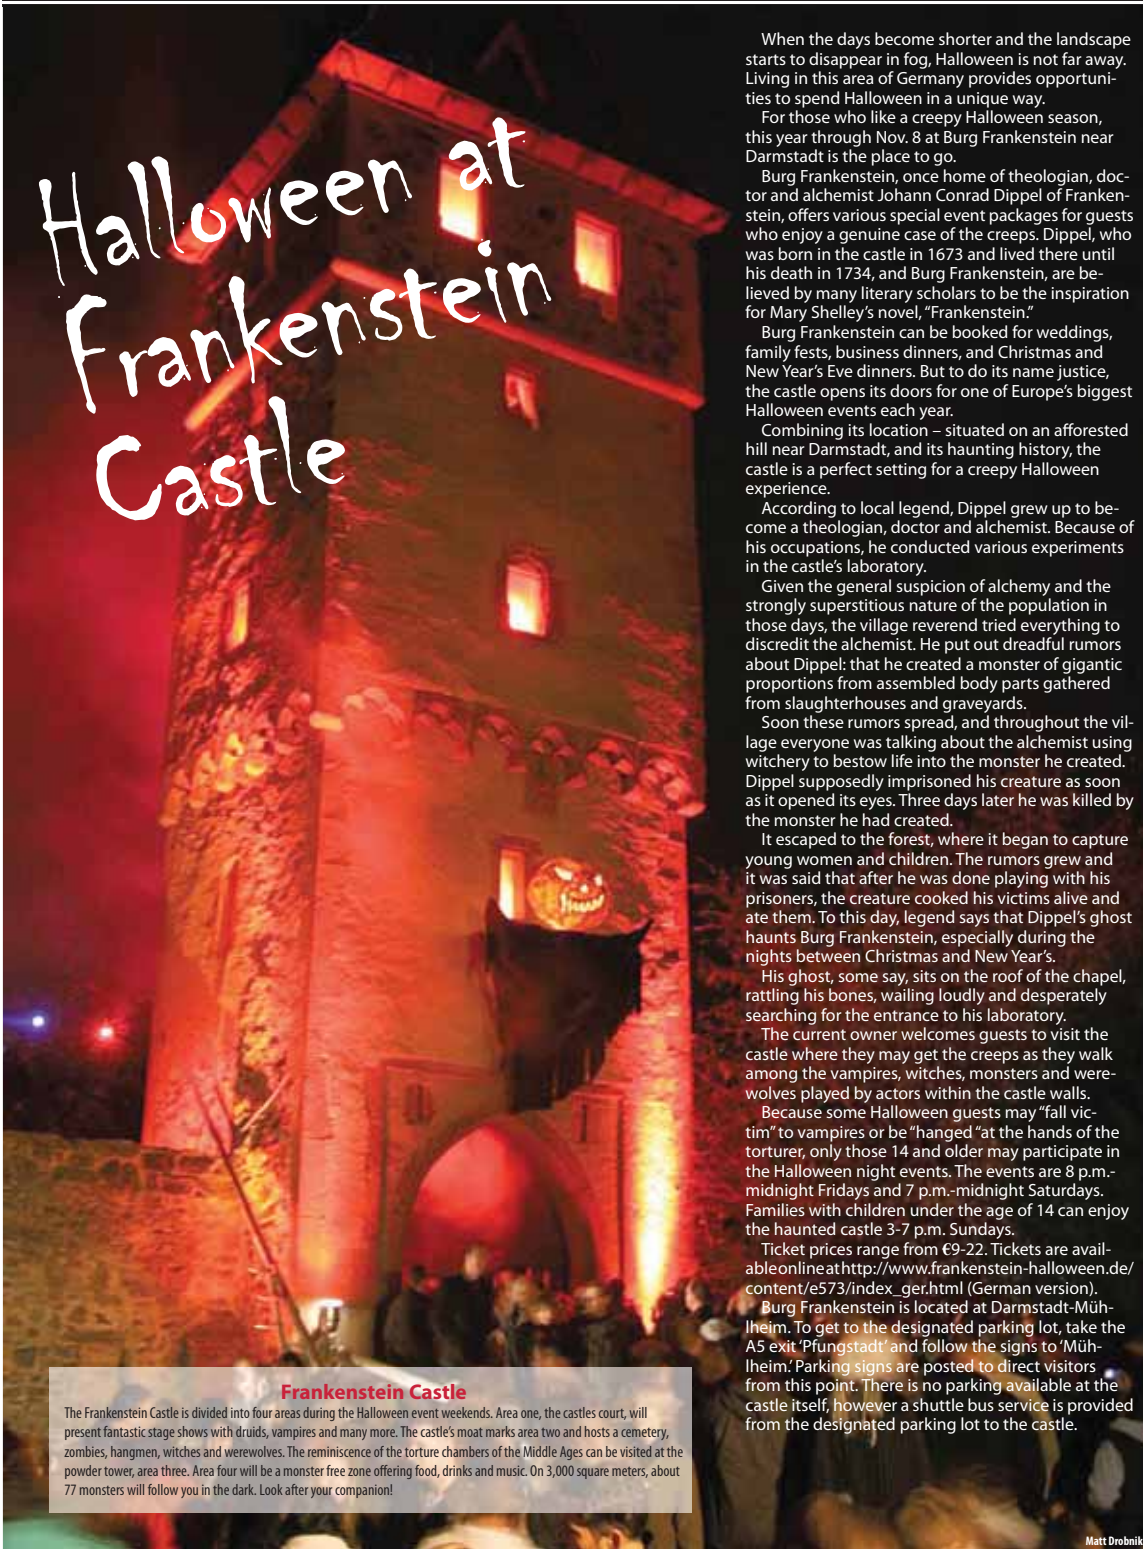 Halloween at
Frankenstein
Castle
When the days become shorter and the landscape
starts to disappear in fog, Halloween is not far away.
Living in this area of Germany provides opportuni-
ties to spend Halloween in a unique way.
For those who like a creepy Halloween season,
this year through Nov. 8 at Burg Frankenstein near
Darmstadt is the place to go.
Burg Frankenstein, once home of theologian, doc-
tor and alchemist Johann Conrad Dippel of Franken-
stein, offers various special event packages for guests
who enjoy a genuine case of the creeps. Dippel, who
was born in the castle in 1673 and lived there until
his death in 1734, and Burg Frankenstein, are be-
lieved by many literary scholars to be the inspiration
for Mary Shelley's novel, “Frankenstein.”
Burg Frankenstein can be booked for weddings,
family fests, business dinners, and Christmas and
New Year's Eve dinners. But to do its name justice,
the castle opens its doors for one of Europe's biggest
Halloween events each year.
Combining its location – situated on an afforested
hill near Darmstadt, and its haunting history, the
castle is a perfect setting for a creepy Halloween
experience.
According to local legend, Dippel grew up to be-
come a theologian, doctor and alchemist. Because of
his occupations, he conducted various experiments
in the castle's laboratory.
Given the general suspicion of alchemy and the
strongly superstitious nature of the population in
those days, the village reverend tried everything to
discredit the alchemist. He put out dreadful rumors
about Dippel: that he created a monster of gigantic
proportions from assembled body parts gathered
from slaughterhouses and graveyards.
Soon these rumors spread, and throughout the vil-
lage everyone was talking about the alchemist using
witchery to bestow life into the monster he created.
Dippel supposedly imprisoned his creature as soon
as it opened its eyes. Three days later he was killed by
the monster he had created.
It escaped to the forest, where it began to capture
young women and children. The rumors grew and
it was said that after he was done playing with his
prisoners, the creature cooked his victims alive and
ate them. To this day, legend says that Dippel's ghost
haunts Burg Frankenstein, especially during the
nights between Christmas and New Year's.
His ghost, some say, sits on the roof of the chapel,
rattling his bones, wailing loudly and desperately
searching for the entrance to his laboratory.
The current owner welcomes guests to visit the
castle where they may get the creeps as they walk
among the vampires, witches, monsters and were-
wolves played by actors within the castle walls.
Because some Halloween guests may “fall vic-
tim” to vampires or be “hanged “at the hands of the
torturer, only those 14 and older may participate in
the Halloween night events. The events are 8 p.m.-
midnight Fridays and 7 p.m.-midnight Saturdays.
Families with children under the age of 14 can enjoy
the haunted castle 3-7 p.m. Sundays.
Ticket prices range from €9-22. Tickets are avail-
able online at http://www.frankenstein-halloween.de/
content/e573/index_ger.html (German version).
Burg Frankenstein is located at Darmstadt-Müh-
lheim. To get to the designated parking lot, take the
A5 exit ‘Pfungstadt’ and follow the signs to ‘Müh-
lheim.’ Parking signs are posted to direct visitors
from this point. There is no parking available at the
castle itself, however a shuttle bus service is provided
from the designated parking lot to the castle.
Frankenstein Castle
The Frankenstein Castle is divided into four areas during the Halloween event weekends. Area one, the castles court, will
present fantastic stage shows with druids, vampires and many more. The castle's moat marks area two and hosts a cemetery,
zombies, hangmen, witches and werewolves. The reminiscence of the torture chambers of the Middle Ages can be visited at the
powder tower, area three. Area four will be a monster free zone offering food, drinks and music. On 3,000 square meters, about
77 monsters will follow you in the dark. Look after your companion!
Matt Drobnik